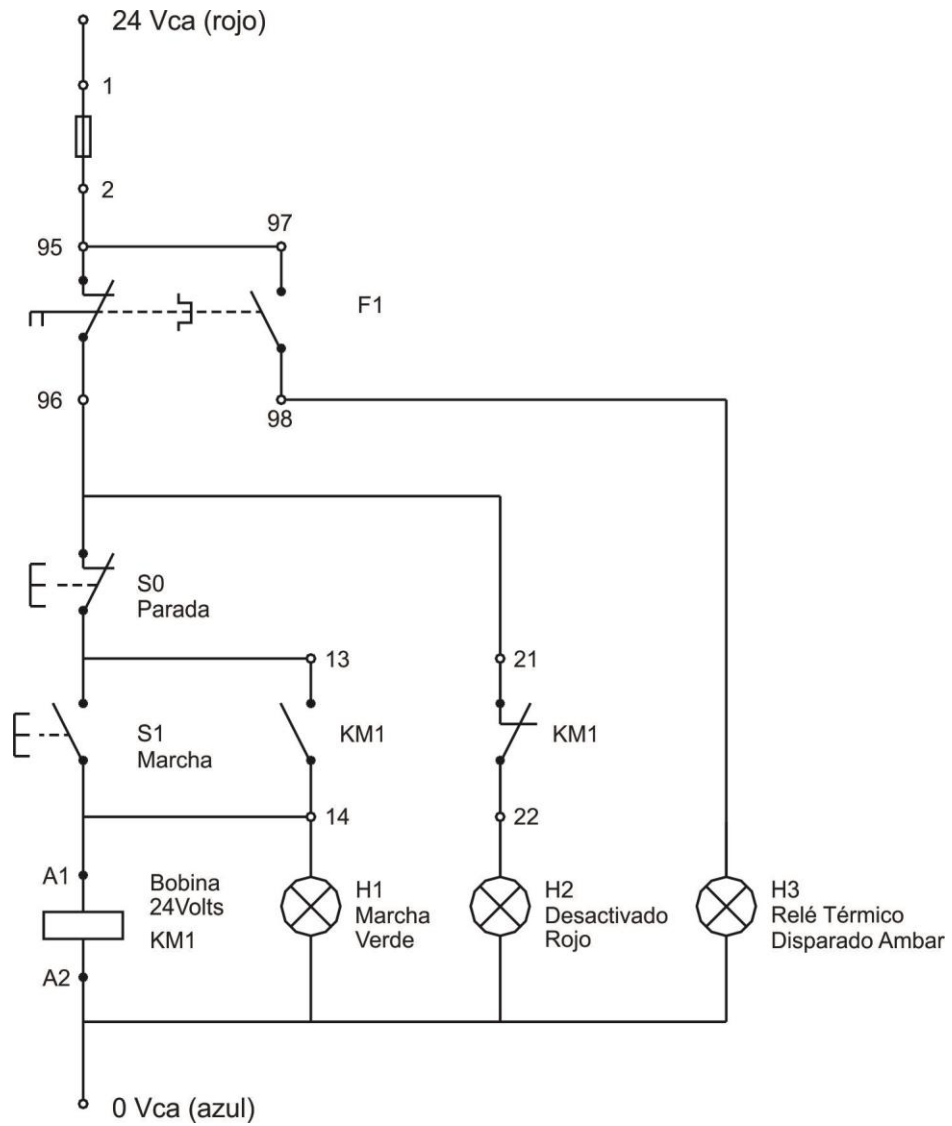 24 Vca (rojo)
1
2
95
97
F1
96
98
S0
Parada
13
21
S1
Marcha
KM1
KM1
14
22
A1
Bobina
24Volts
KM1
H1
Marcha
Verde
H2
Desactivado
Rojo
H3
Relé Térmico
Disparado Ambar
A2
0 Vca (azul)